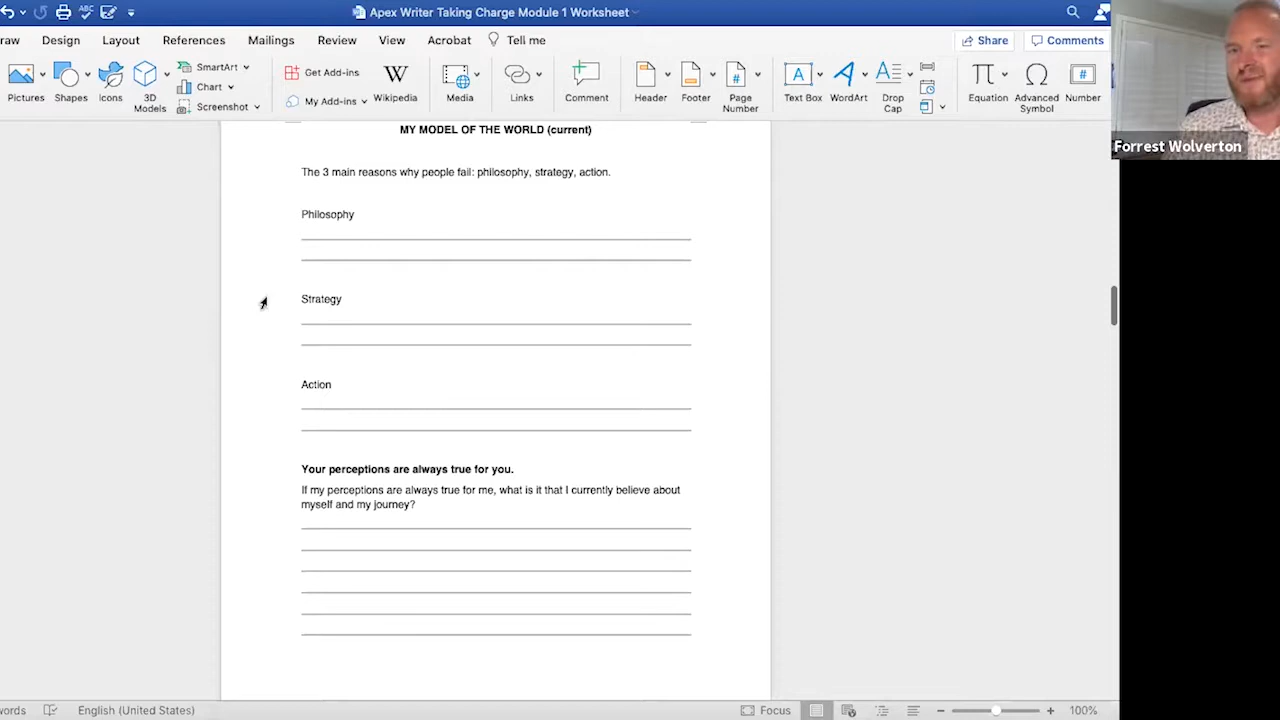 ABC
Apex Writer Taking Charge Module 1 Worksheet
raw Design Layout References Mailings Review View Acrobat Tell me Share Comments
SmartArt
Get Add-ins
Chart
My Add-ins
Screenshot
Pictures Shapes Icons 3D Models
Wikipedia
Media
Links
Comment
Header Footer Page Number
Text Box WordArt Drop Cap
Equation Advanced Symbol Number
Forrest Wolverton
MY MODEL OF THE WORLD (current)
The 3 main reasons why people fail: philosophy, strategy, action.
Philosophy
Strategy
Action
Your perceptions are always true for you.
If my perceptions are always true for me, what is it that I currently believe about
myself and my journey?
words English (United States) Focus 100%